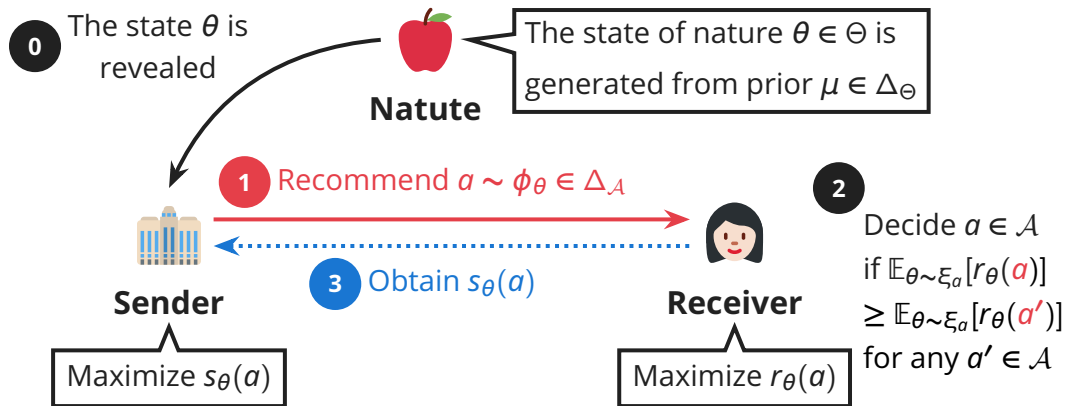 0
The state θ is
revealed
The state of nature θ ∈ Θ is
generated from prior μ ∈ Δ_Θ
Natute
1
Recommend a ~ ϕ_θ ∈ Δ_𝒜
2
Decide a ∈ 𝒜
if 𝔼_{θ~ξ_a}[r_θ(a)]
≥ 𝔼_{θ~ξ_a}[r_θ(a′)]
for any a′ ∈ 𝒜
3
Obtain s_θ(a)
Sender
Receiver
Maximize s_θ(a)
Maximize r_θ(a)